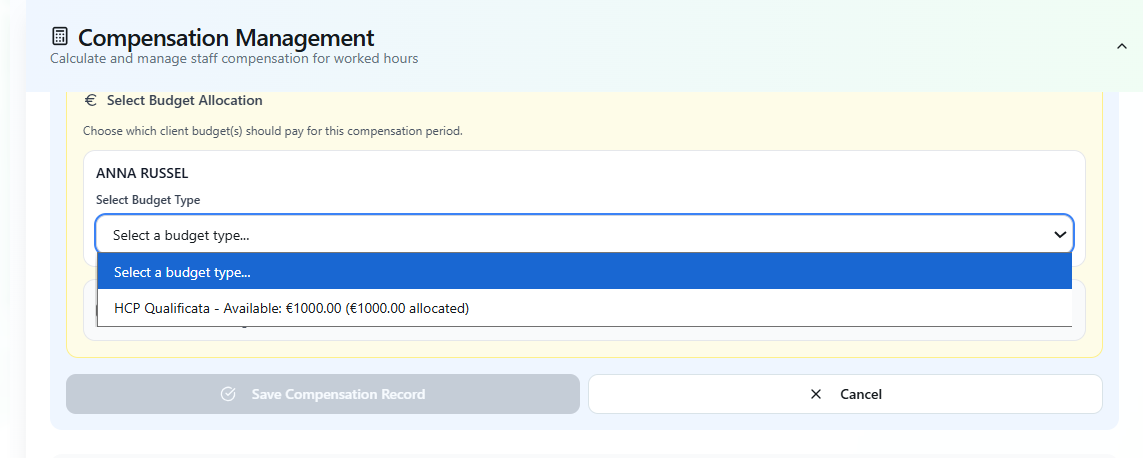 Compensation Management
Calculate and manage staff compensation for worked hours
€ Select Budget Allocation
Choose which client budget(s) should pay for this compensation period.
ANNA RUSSEL
Select Budget Type
Select a budget type...
Select a budget type...
HCP Qualificata - Available: €1000.00 (€1000.00 allocated)
Save Compensation Record
Cancel